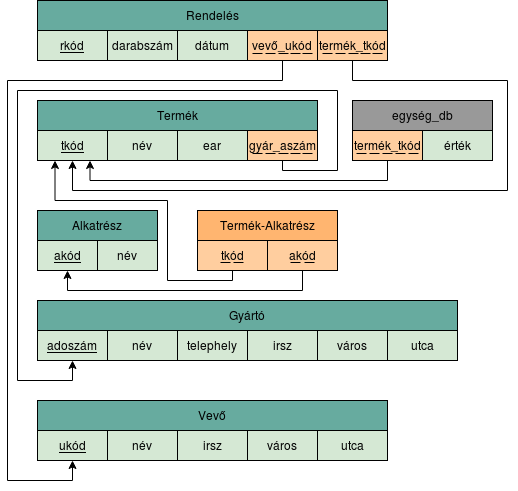 Rendelés
rkód darabszám dátum vevő_ukód termék_tkód
Termék
tkód név ear gyár_aszám
egység_db
termék_tkód érték
Alkatrész
akód név
Termék-Alkatrész
tkód akód
Gyártó
adoszám név telephely irsz város utca
Vevő
ukód név irsz város utca